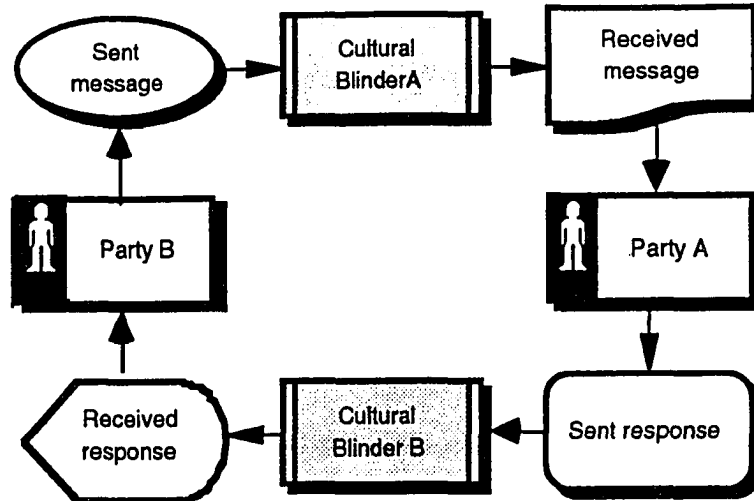 Sent
message
Cultural
BlinderA
Received
message
Party B
Party A
Received
response
Cultural
Blinder B
Sent response